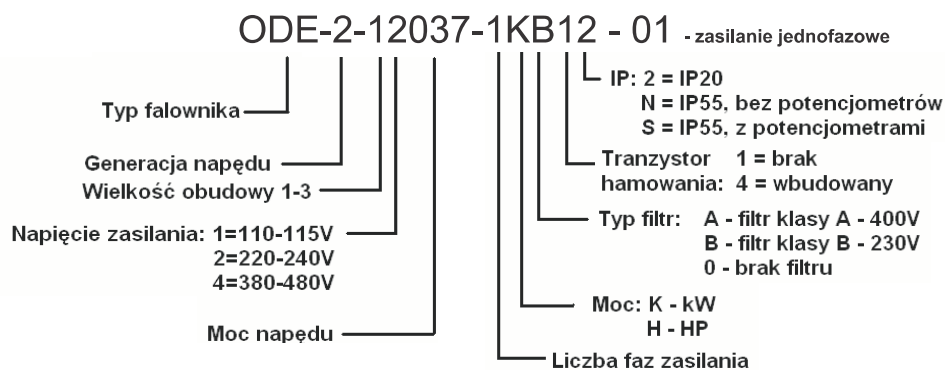 ODE-2-12037-1KB12 - 01 - zasilanie jednofazowe
IP: 2 = IP20
N = IP55, bez potencjometrów
S = IP55, z potencjometrami
Typ falownika
Generacja napędu
Wielkość obudowy 1-3
Napięcie zasilania: 1=110-115V
2=220-240V
4=380-480V
Moc napędu
Tranzystor 1 = brak
hamowania: 4 = wbudowany
Typ filtr: A - filtr klasy A - 400V
B - filtr klasy B - 230V
0 - brak filtru
Moc: K - kW
H - HP
Liczba faz zasilania